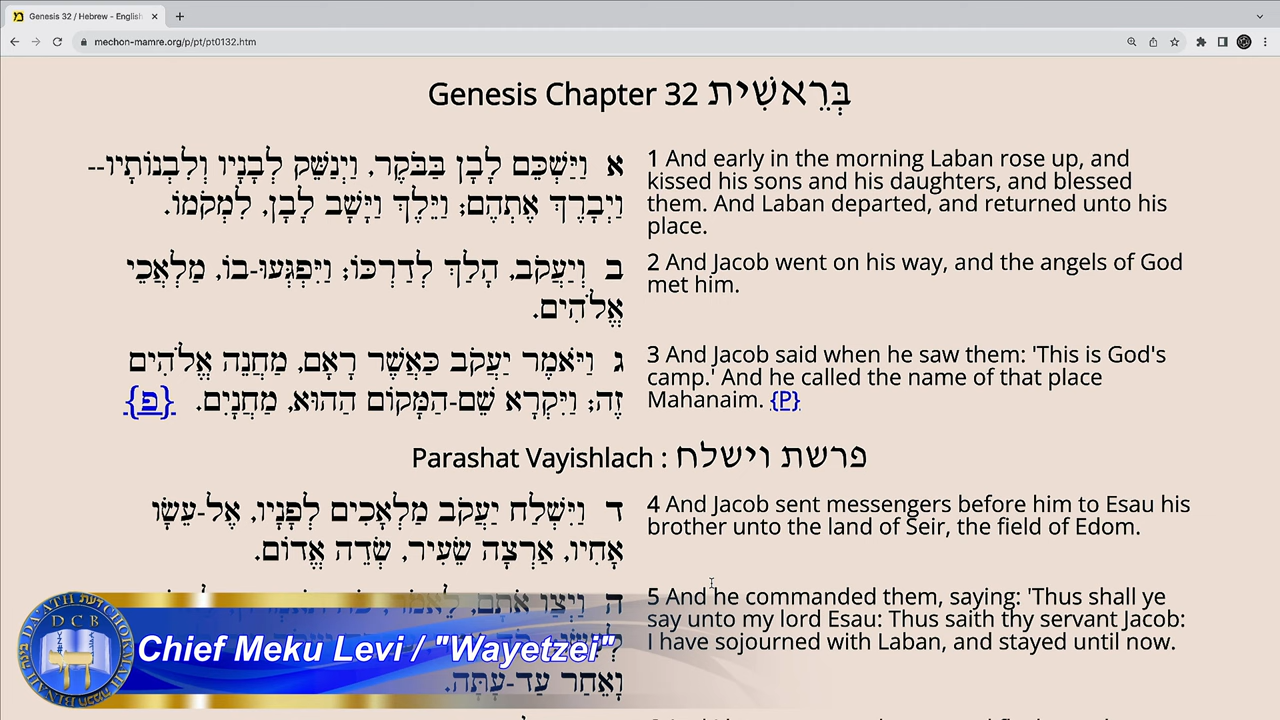 Genesis 32 / Hebrew - English
mechon-mamre.org/p/pt/pt0132.htm
Genesis Chapter 32 בְּרֵאשִׁית
א וַיַּשְׁכֵּם לָבָן בַּבֹּקֶר, וַיְנַשֵּׁק לְבָנָיו וְלִבְנוֹתָיו--
וַיְבָרֶךְ אֶתְהֶם; וַיֵּלֶךְ וַיָּשָׁב לָבָן, לִמְקֹמוֹ.
1 And early in the morning Laban rose up, and
kissed his sons and his daughters, and blessed
them. And Laban departed, and returned unto his
place.
ב וְיַעֲקֹב, הָלַךְ לְדַרְכּוֹ; וַיִּפְגְּעוּ-בוֹ, מַלְאֲכֵי
אֱלֹהִים.
2 And Jacob went on his way, and the angels of God
met him.
ג וַיֹּאמֶר יַעֲקֹב כַּאֲשֶׁר רָאָם, מַחֲנֵה אֱלֹהִים
זֶה; וַיִּקְרָא שֵׁם-הַמָּקוֹם הַהוּא, מַחֲנָיִם. {פ}
3 And Jacob said when he saw them: 'This is God's
camp.' And he called the name of that place
Mahanaim. {P}
Parashat Vayishlach : פרשת וישלח
ד וַיִּשְׁלַח יַעֲקֹב מַלְאָכִים לְפָנָיו, אֶל-עֵשָׂו
אָחִיו, אַרְצָה שֵׂעִיר, שְׂדֵה אֱדוֹם.
4 And Jacob sent messengers before him to Esau his
brother unto the land of Seir, the field of Edom.
ה וַיְצַו אֹתָם, לֵאמֹר,
וָאֵחַר עַד-עָתָּה.
5 And he commanded them, saying: 'Thus shall ye
say unto my lord Esau: Thus saith thy servant Jacob:
I have sojourned with Laban, and stayed until now.
DCB
Chief Meku Levi / "Wayetzei"